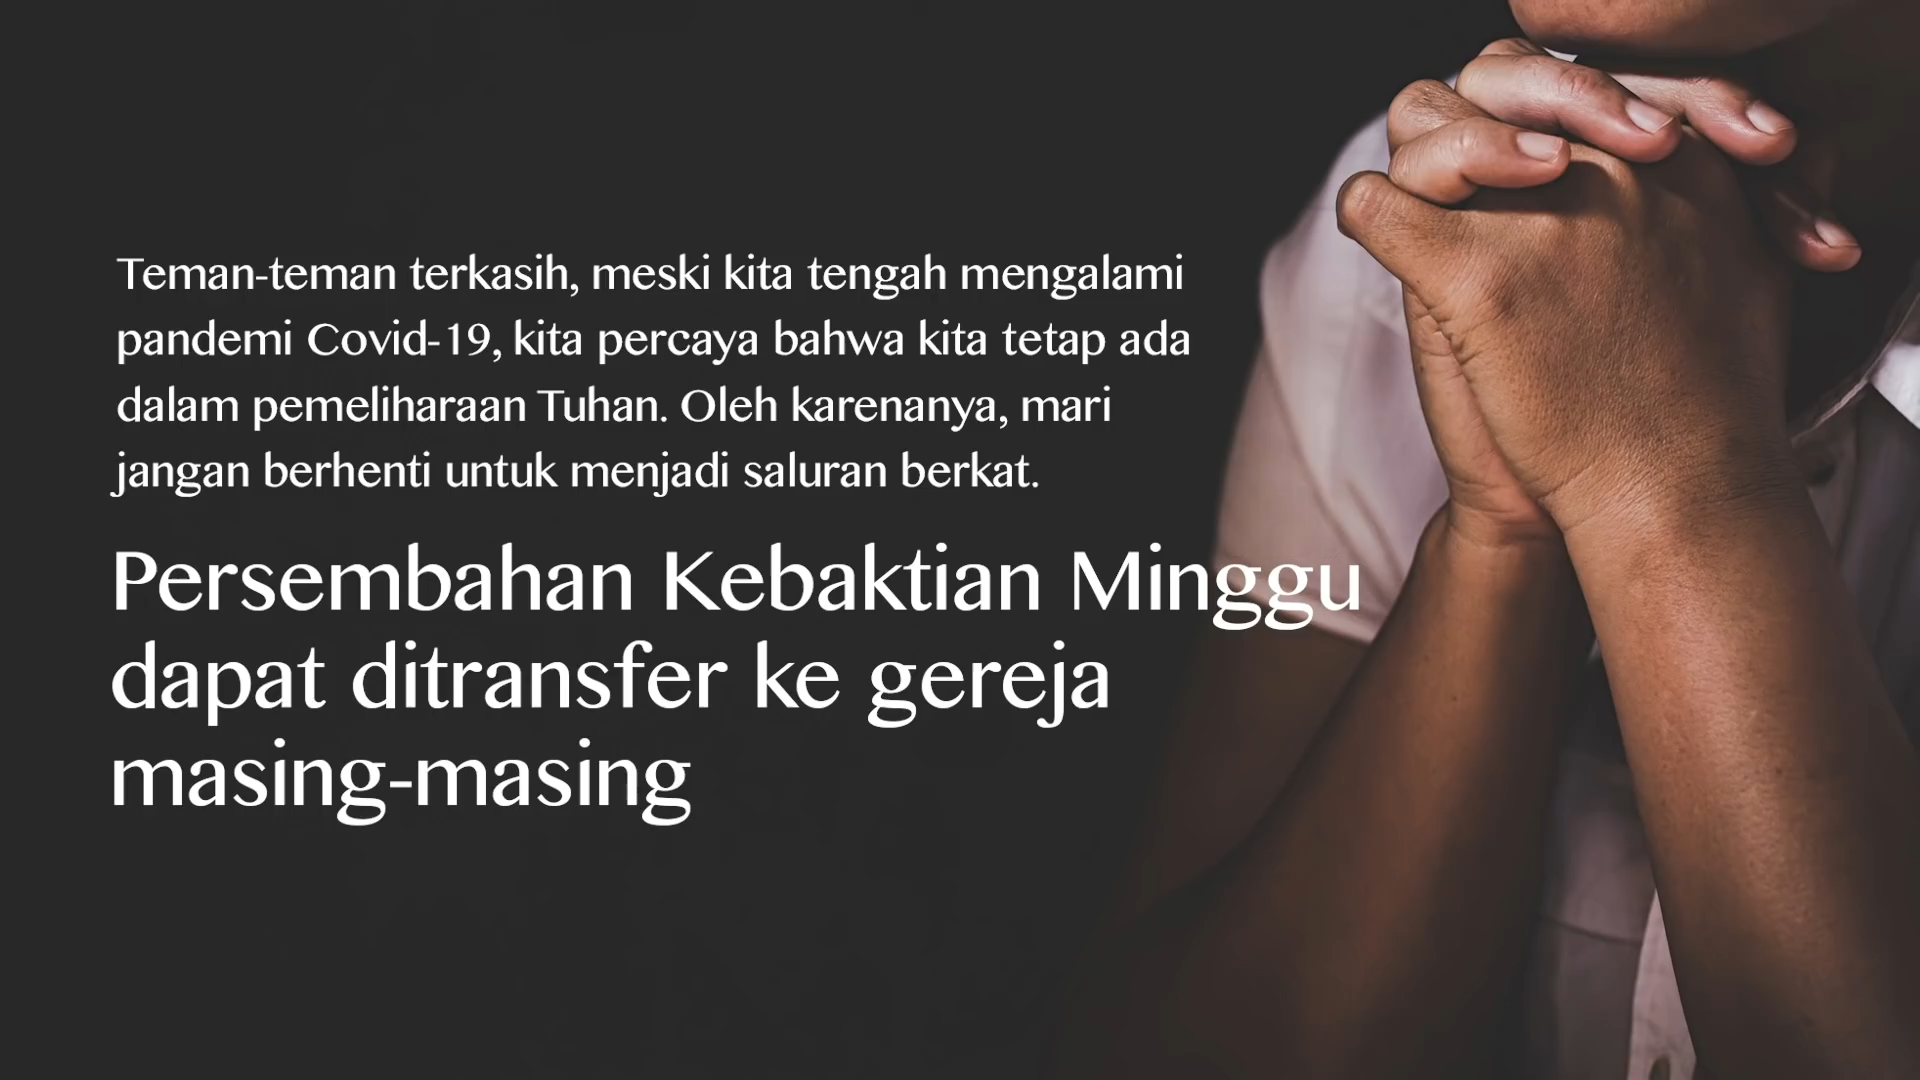 Teman-teman terkasih, meski kita tengah mengalami
pandemi Covid-19, kita percaya bahwa kita tetap ada
dalam pemeliharaan Tuhan. Oleh karenanya, mari
jangan berhenti untuk menjadi saluran berkat.
Persembahan Kebaktian Minggu
dapat ditransfer ke gereja
masing-masing